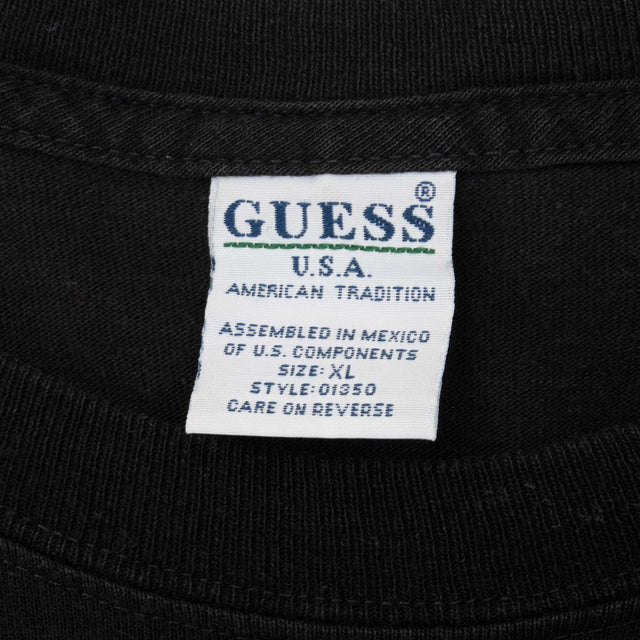 GUESS®
U.S.A.
AMERICAN TRADITION
ASSEMBLED IN MEXICO
OF U.S. COMPONENTS
SIZE: XL
STYLE: 01350
CARE ON REVERSE